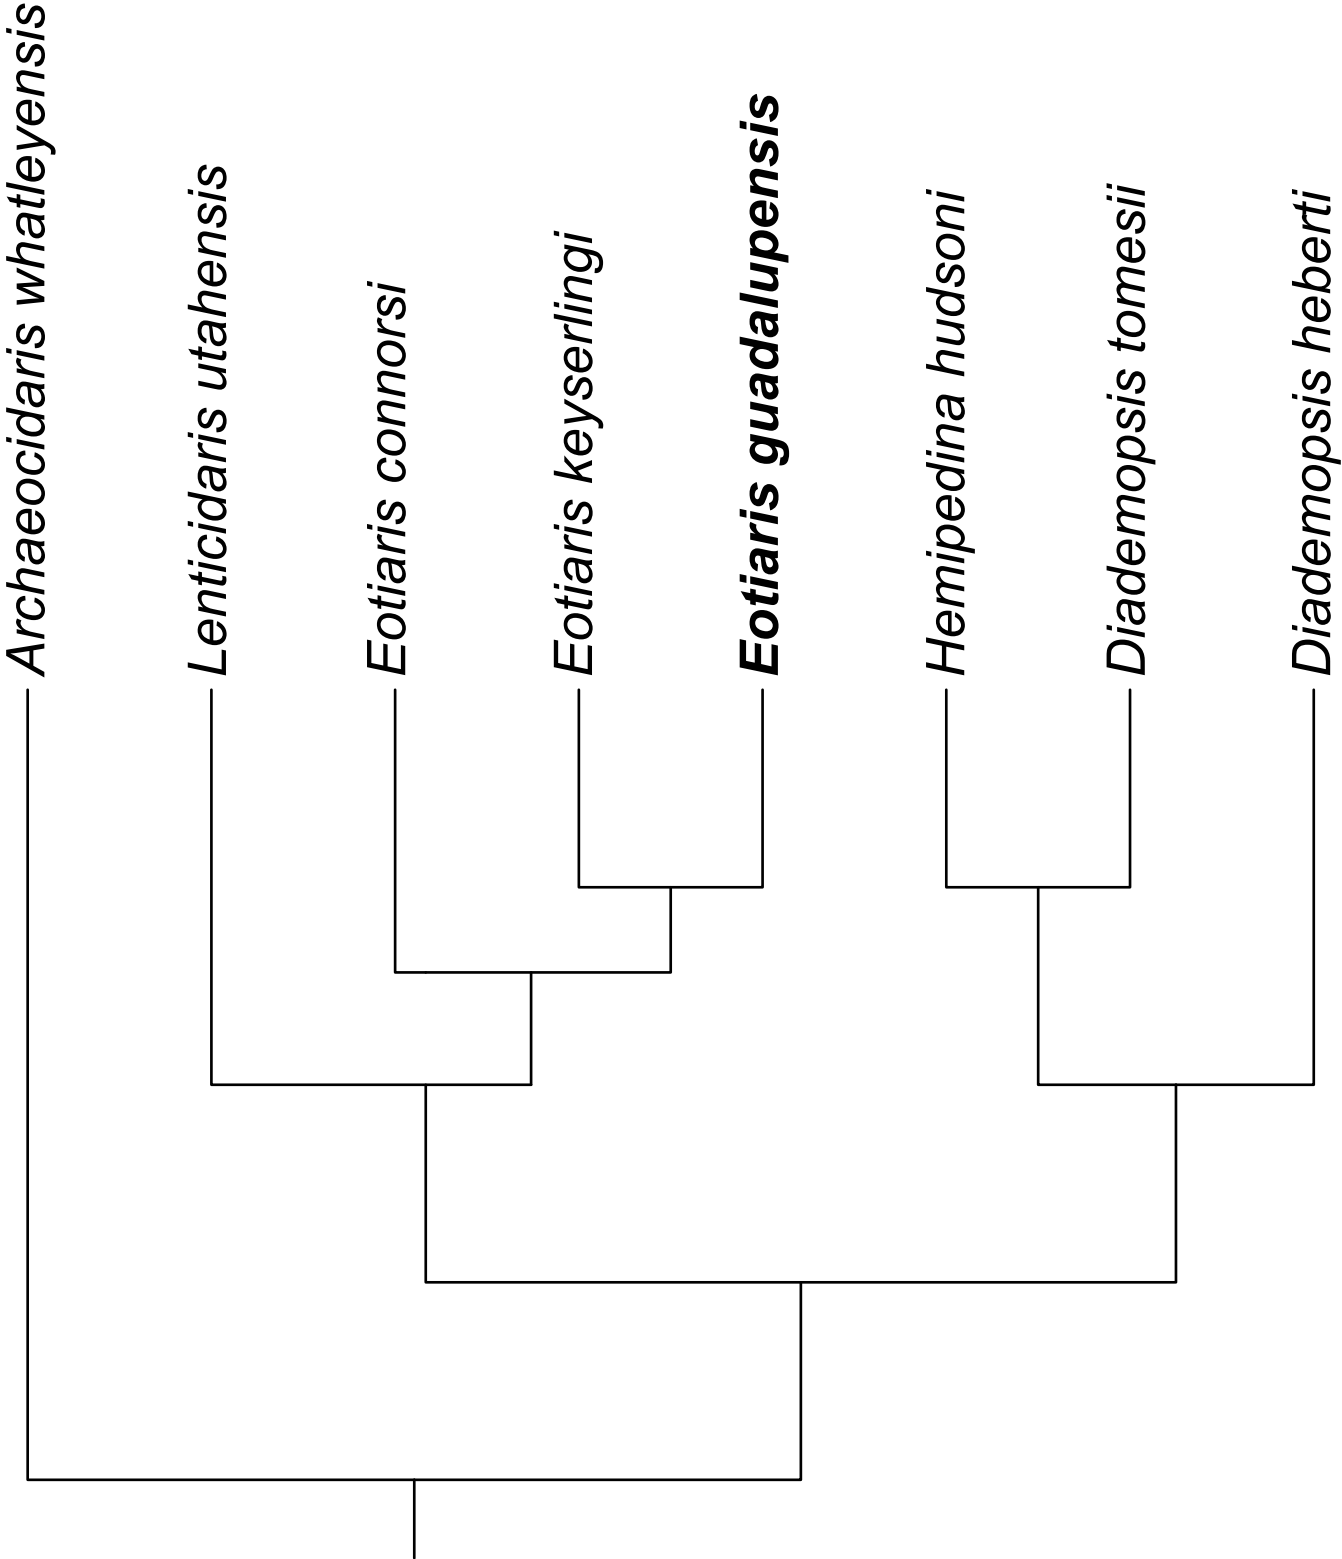 Archaeocidaris whatleyensis
Lenticidaris utahensis
Eotiaris connorsi
Eotiaris keyserlingi
Eotiaris guadalupensis
Hemipedina hudsoni
Diademopsis tomesii
Diademopsis heberti